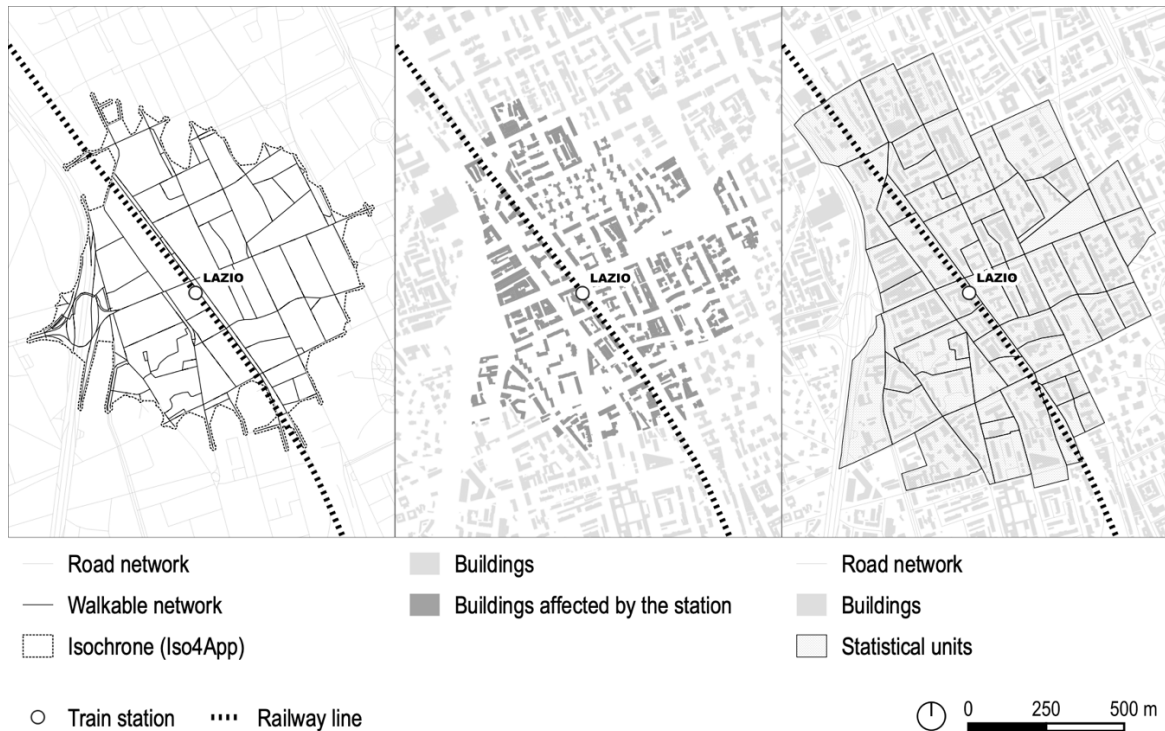 LAZIO
LAZIO
LAZIO
Road network
Walkable network
Isochrone (Iso4App)
Train station
Railway line
Buildings
Buildings affected by the station
Road network
Buildings
Statistical units
0 250 500 m